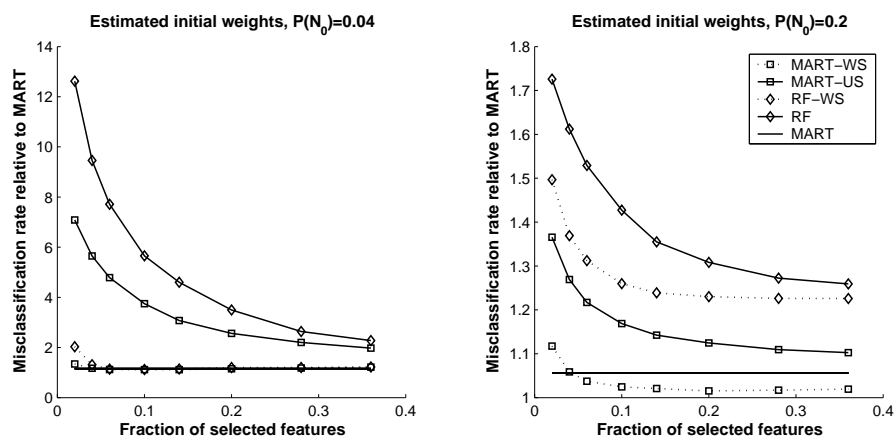 Estimated initial weights, P(N0)=0.04
Misclassification rate relative to MART
14
12
10
8
6
4
2
0
0
0.1
0.2
0.3
0.4
Fraction of selected features
Estimated initial weights, P(N0)=0.2
Misclassification rate relative to MART
1.8
1.7
1.6
1.5
1.4
1.3
1.2
1.1
1
0
0.1
0.2
0.3
0.4
Fraction of selected features
MART−WS
MART−US
RF−WS
RF
MART